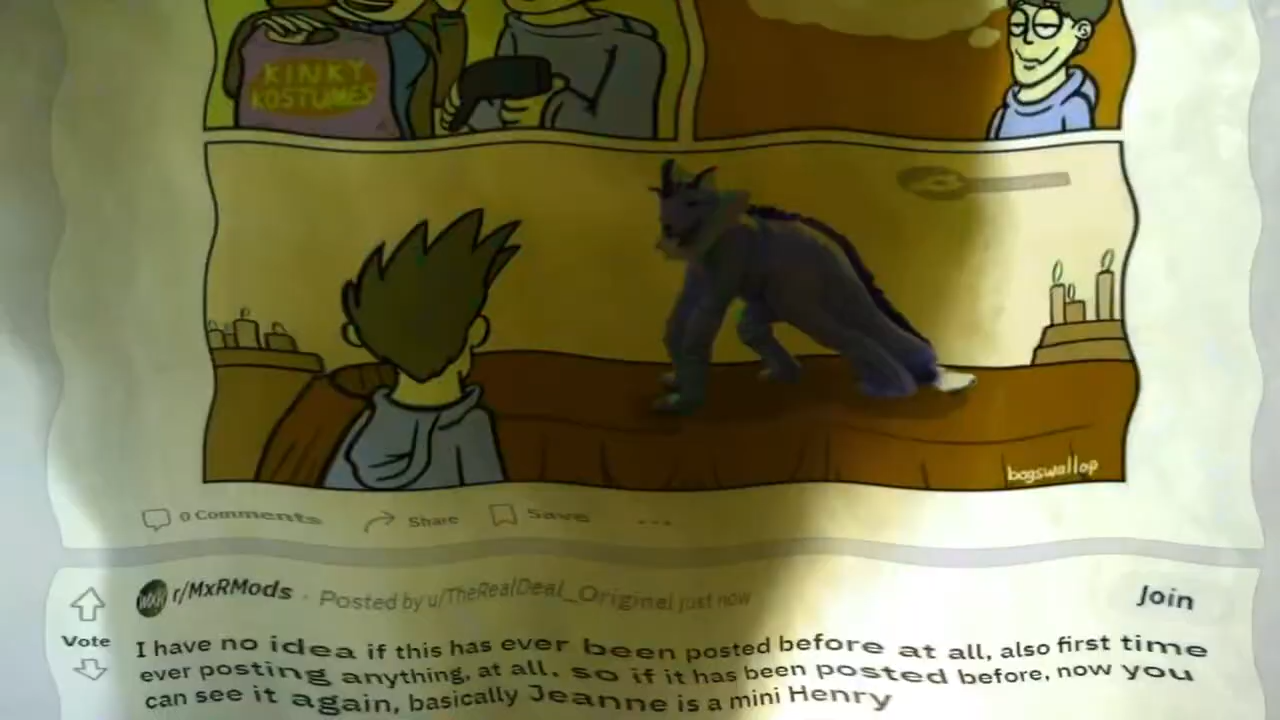 KINKY
KOSTUMES
bogswallop
0 Comments Share Save ...
r/MxRMods · Posted by u/TheRealDeal_Original just now
Join
Vote
I have no idea if this has ever been posted before at all, also first time
ever posting anything, at all. so if it has been posted before, now you
can see it again, basically Jeanne is a mini Henry